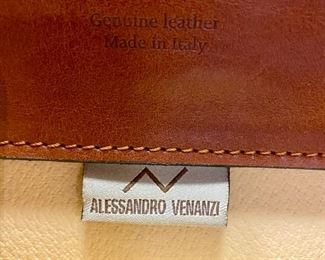 Genuine leather
Made in Italy
ALESSANDRO VENANZI